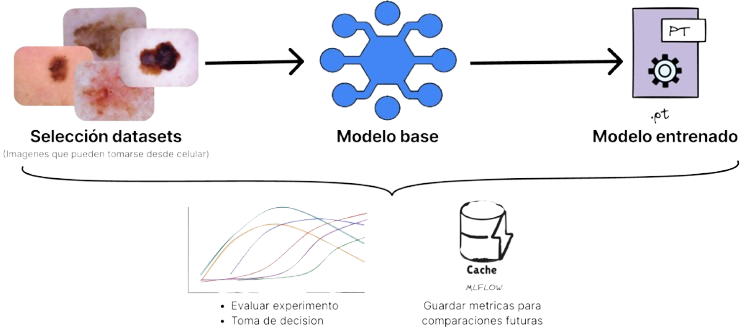 PT
.pt
Selección datasets
(Imagenes que pueden tomarse desde celular)
Modelo base
Modelo entrenado
Cache
MLFLOW
• Evaluar experimento
• Toma de decision
Guardar metricas para
comparaciones futuras